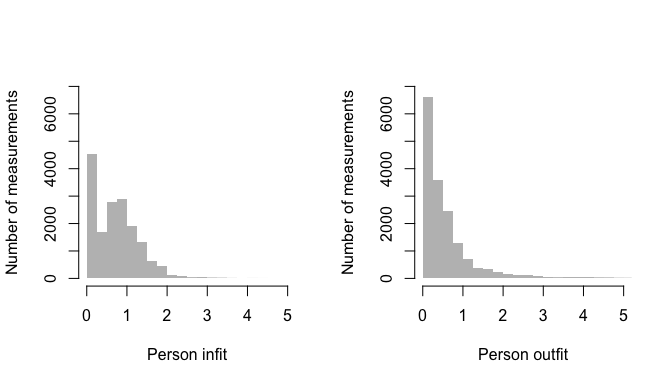 Number of measurements
0 2000 4000 6000
0 1 2 3 4 5
Person infit
Number of measurements
0 2000 4000 6000
0 1 2 3 4 5
Person outfit